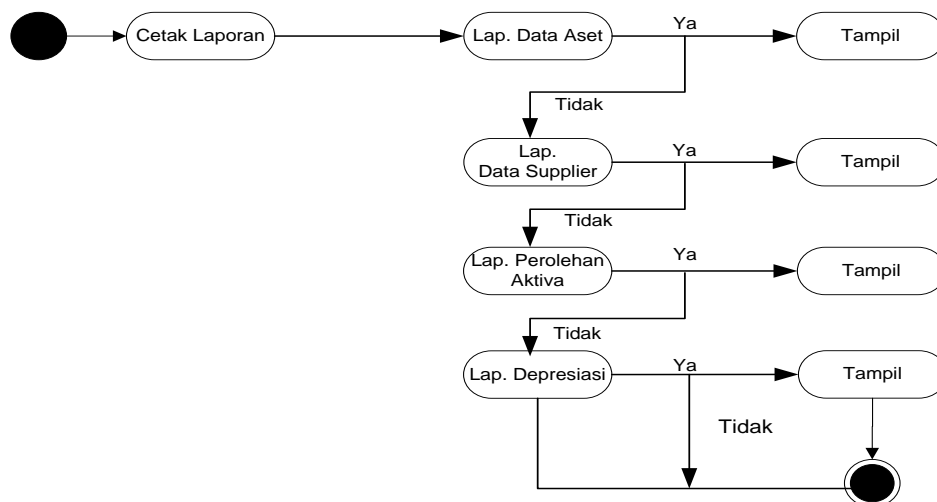 Cetak Laporan
Lap. Data Aset
Ya
Tampil
Tidak
Lap.
Data Supplier
Ya
Tampil
Tidak
Lap. Perolehan
Aktiva
Ya
Tampil
Tidak
Lap. Depresiasi
Ya
Tampil
Tidak